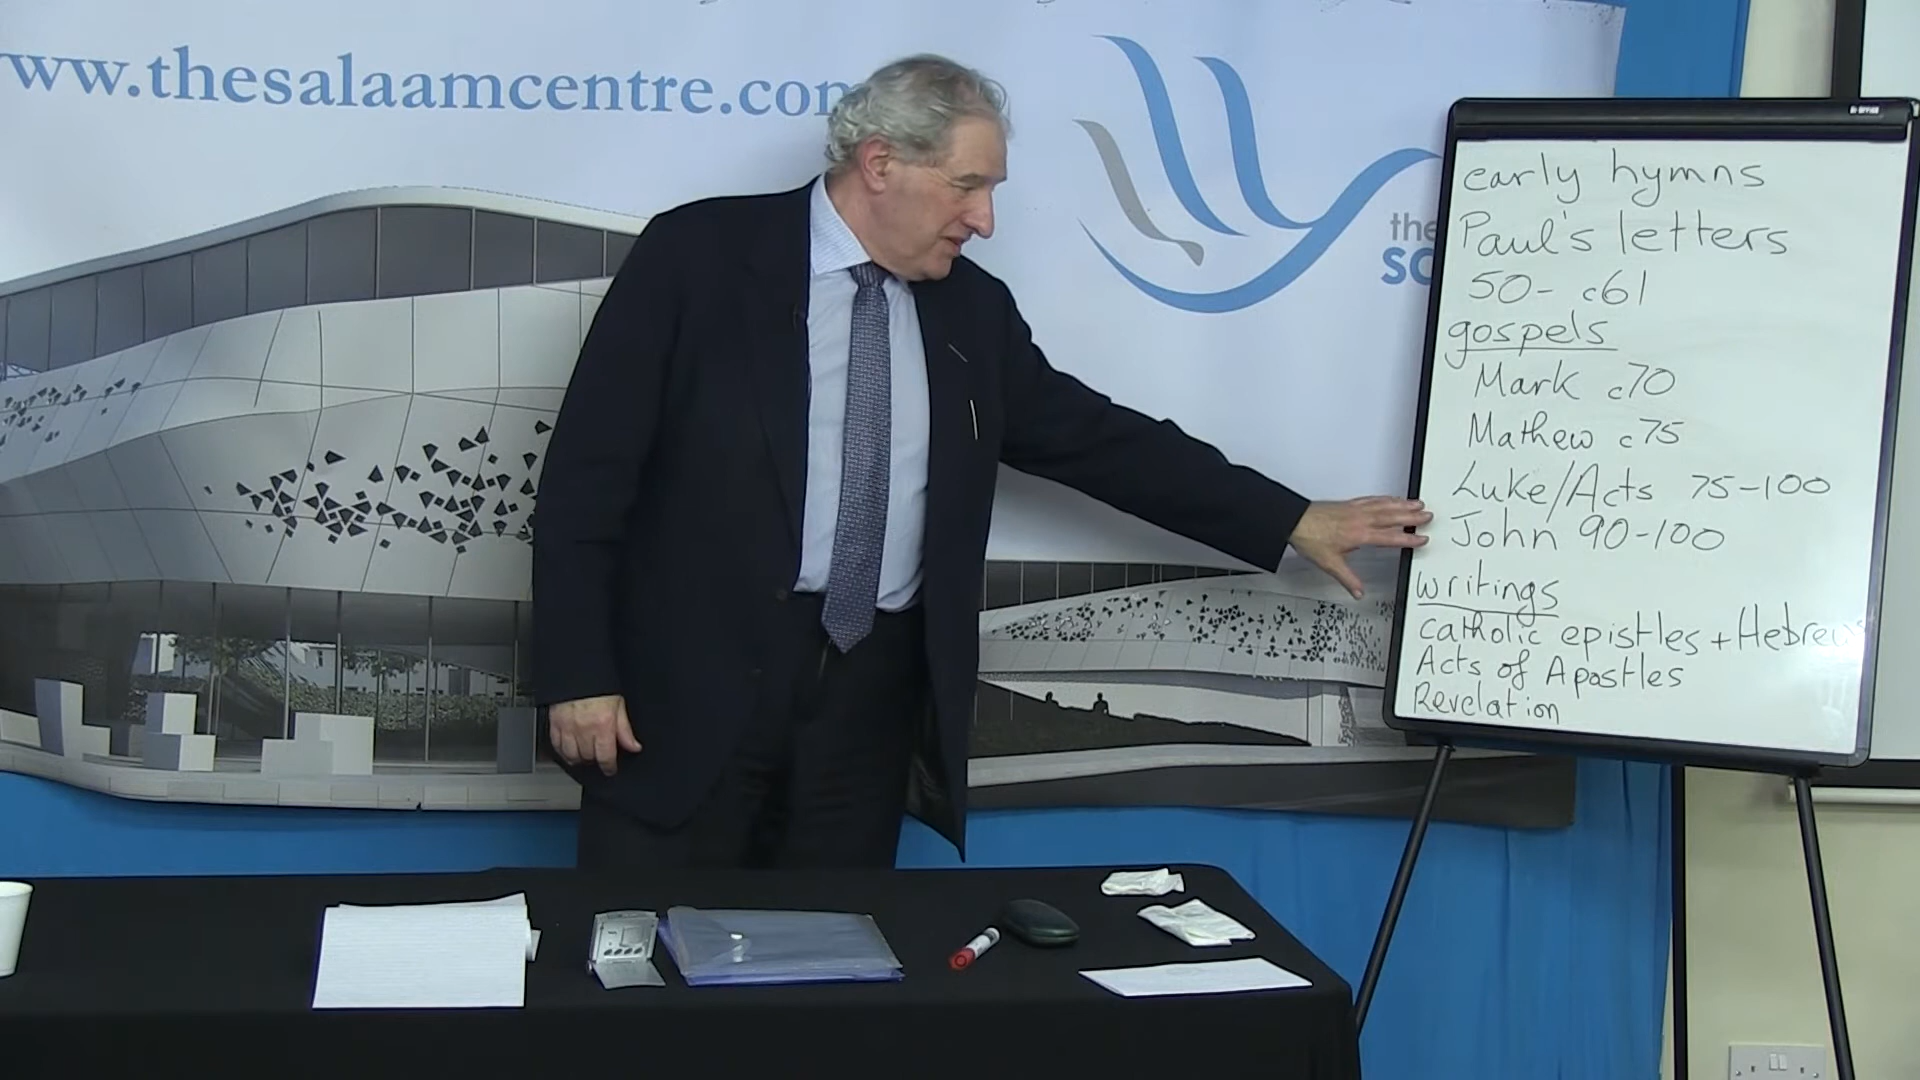 www.thesalaamcentre.com
the
early hymns
Paul's letters
50- c61
gospels
Mark c70
Mathew c75
Luke/Acts 75-100
John 90-100
writings
catholic epistles + Hebrews
Acts of Apostles
Revelation